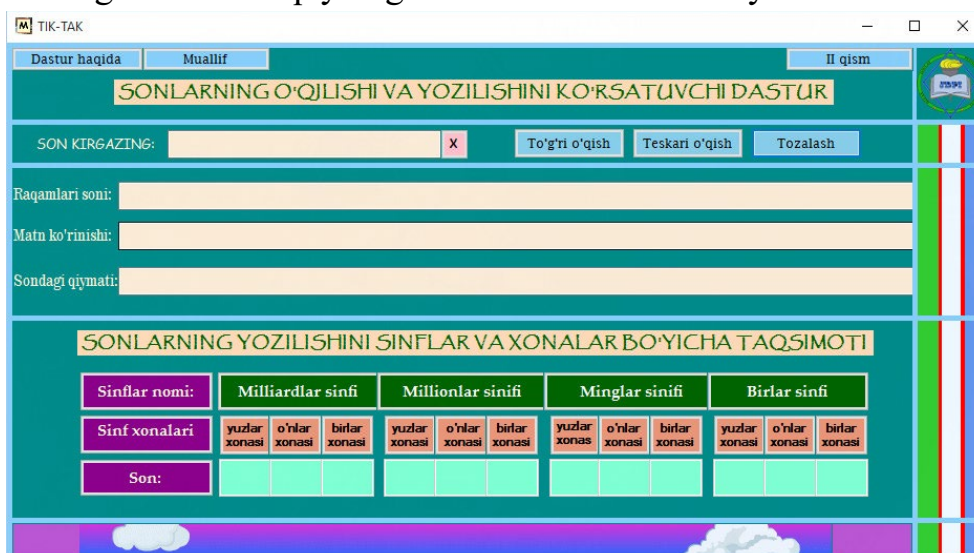 TIK-TAK
Dastur haqida Muallif II qism
SONLARNING O'QILISHI VA YOZILISHINI KO'RSATUVCHI DASTUR
SON KIRGAZING: X To'g'ri o'qish Teskari o'qish Tozalash
Raqamlari soni:
Matn ko'rinishi:
Sondagi qiymati:
SONLARNING YOZILISHINI SINFLAR VA XONALAR BO'YICHA TAQSIMOTI
Sinflar nomi: Milliardlar sinfi Millionlar sinifi Minglar sinifi Birlar sinfi
Sinf xonalari yuzlar o'nlar birlar yuzlar o'nlar birlar yuzlar o'nlar birlar yuzlar o'nlar birlar
xonasi xonasi xonasi xonasi xonasi xonasi xonas xonasi xonasi xonasi xonasi xonasi
Son: